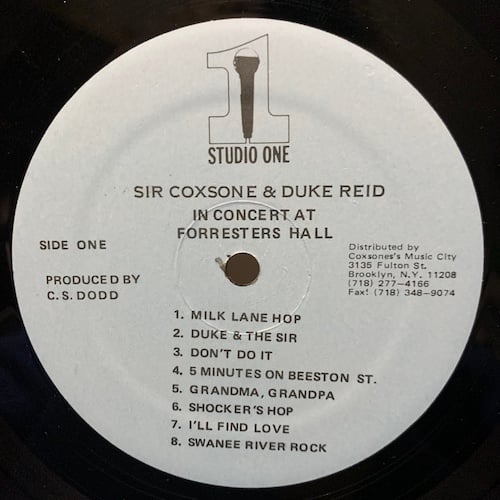 1
STUDIO ONE
SIR COXSONE & DUKE REID
IN CONCERT AT
FORRESTERS HALL
SIDE ONE
PRODUCED BY
C. S. DODD
Distributed by
Coxsones's Music City
3135 Fulton St.
Brooklyn, N.Y. 11208
(718) 277-4166
Fax! (718) 348-9074
1. MILK LANE HOP
2. DUKE & THE SIR
3. DON'T DO IT
4. 5 MINUTES ON BEESTON ST.
5. GRANDMA, GRANDPA
6. SHOCKER'S HOP
7. I'LL FIND LOVE
8. SWANEE RIVER ROCK